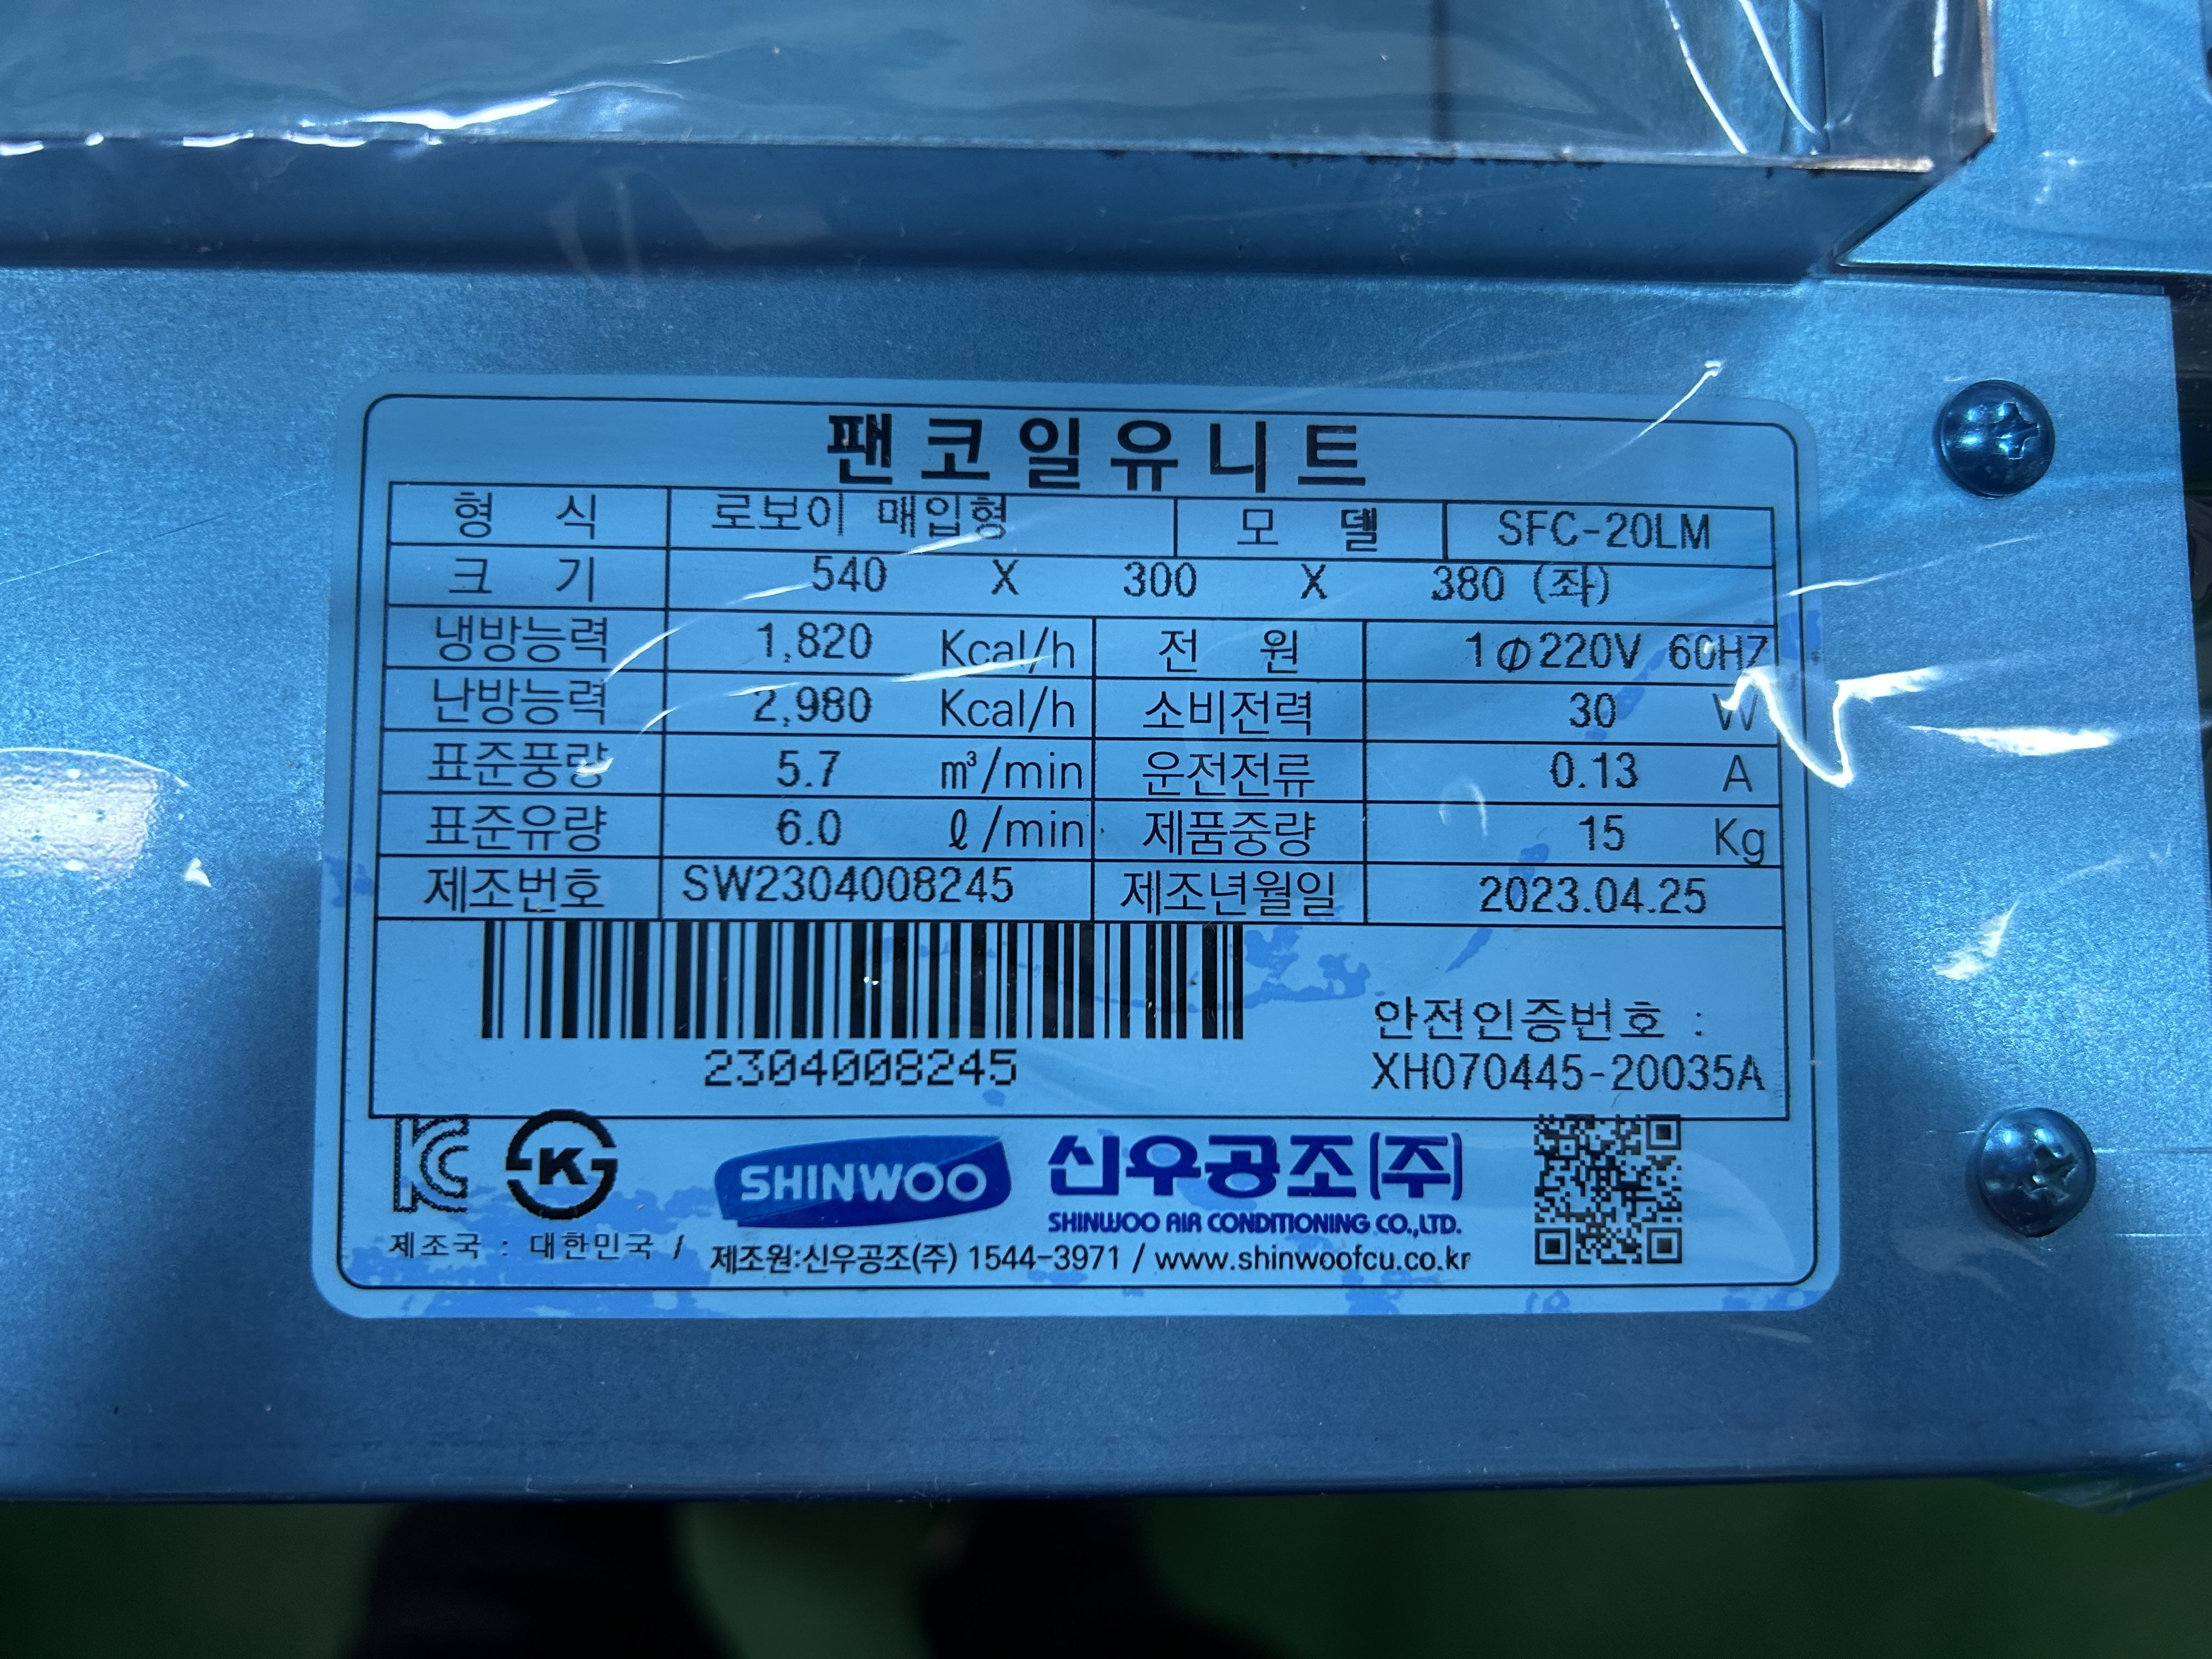 팬코일유니트
형 식 로보이 매입형 모 델 SFC-20LM
크 기 540 X 300 X 380 (좌)
냉방능력 1,820 Kcal/h 전 원 1Φ220V 60HZ
난방능력 2,980 Kcal/h 소비전력 30 W
표준풍량 5.7 m³/min 운전전류 0.13 A
표준유량 6.0 ℓ/min 제품중량 15 Kg
제조번호 SW2304008245 제조년월일 2023.04.25
안전인증번호 :
2304008245 XH070445-20035A
KC K SHINWOO 신우공조(주)
SHINWOO AIR CONDITIONING CO.,LTD.
제조국 : 대한민국 / 제조원:신우공조(주) 1544-3971 / www.shinwoofcu.co.kr